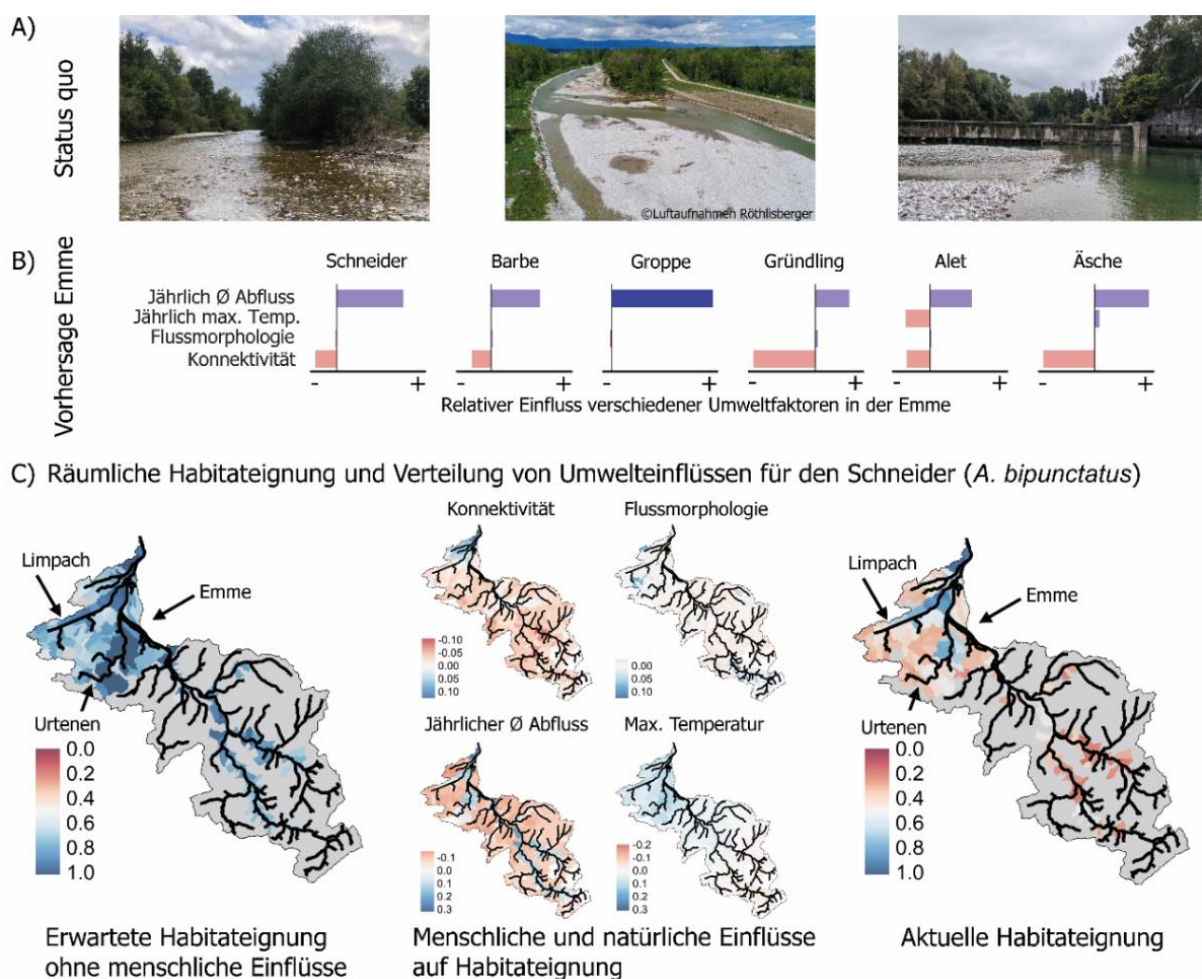 A)
Status quo
©Luftaufnahmen Röthlisberger
B)
Vorhersage Emme
Schneider Barbe Groppe Gründling Alet Äsche
Jährlich Ø Abfluss
Jährlich max. Temp.
Flussmorphologie
Konnektivität
- + - + - + - + - + - +
Relativer Einfluss verschiedener Umweltfaktoren in der Emme
C) Räumliche Habitateignung und Verteilung von Umwelteinflüssen für den Schneider (A. bipunctatus)
Limpach
Emme
Urtenen
0.0
0.2
0.4
0.6
0.8
1.0
Erwartete Habitateignung
ohne menschliche Einflüsse
Konnektivität
-0.10
-0.05
0.00
0.05
0.10
Flussmorphologie
0.00
0.05
0.10
Jährlicher Ø Abfluss
-0.1
0.0
0.1
0.2
0.3
Max. Temperatur
-0.2
-0.1
0.0
0.1
0.2
0.3
Menschliche und natürliche Einflüsse
auf Habitateignung
Limpach
Emme
Urtenen
0.0
0.2
0.4
0.6
0.8
1.0
Aktuelle Habitateignung